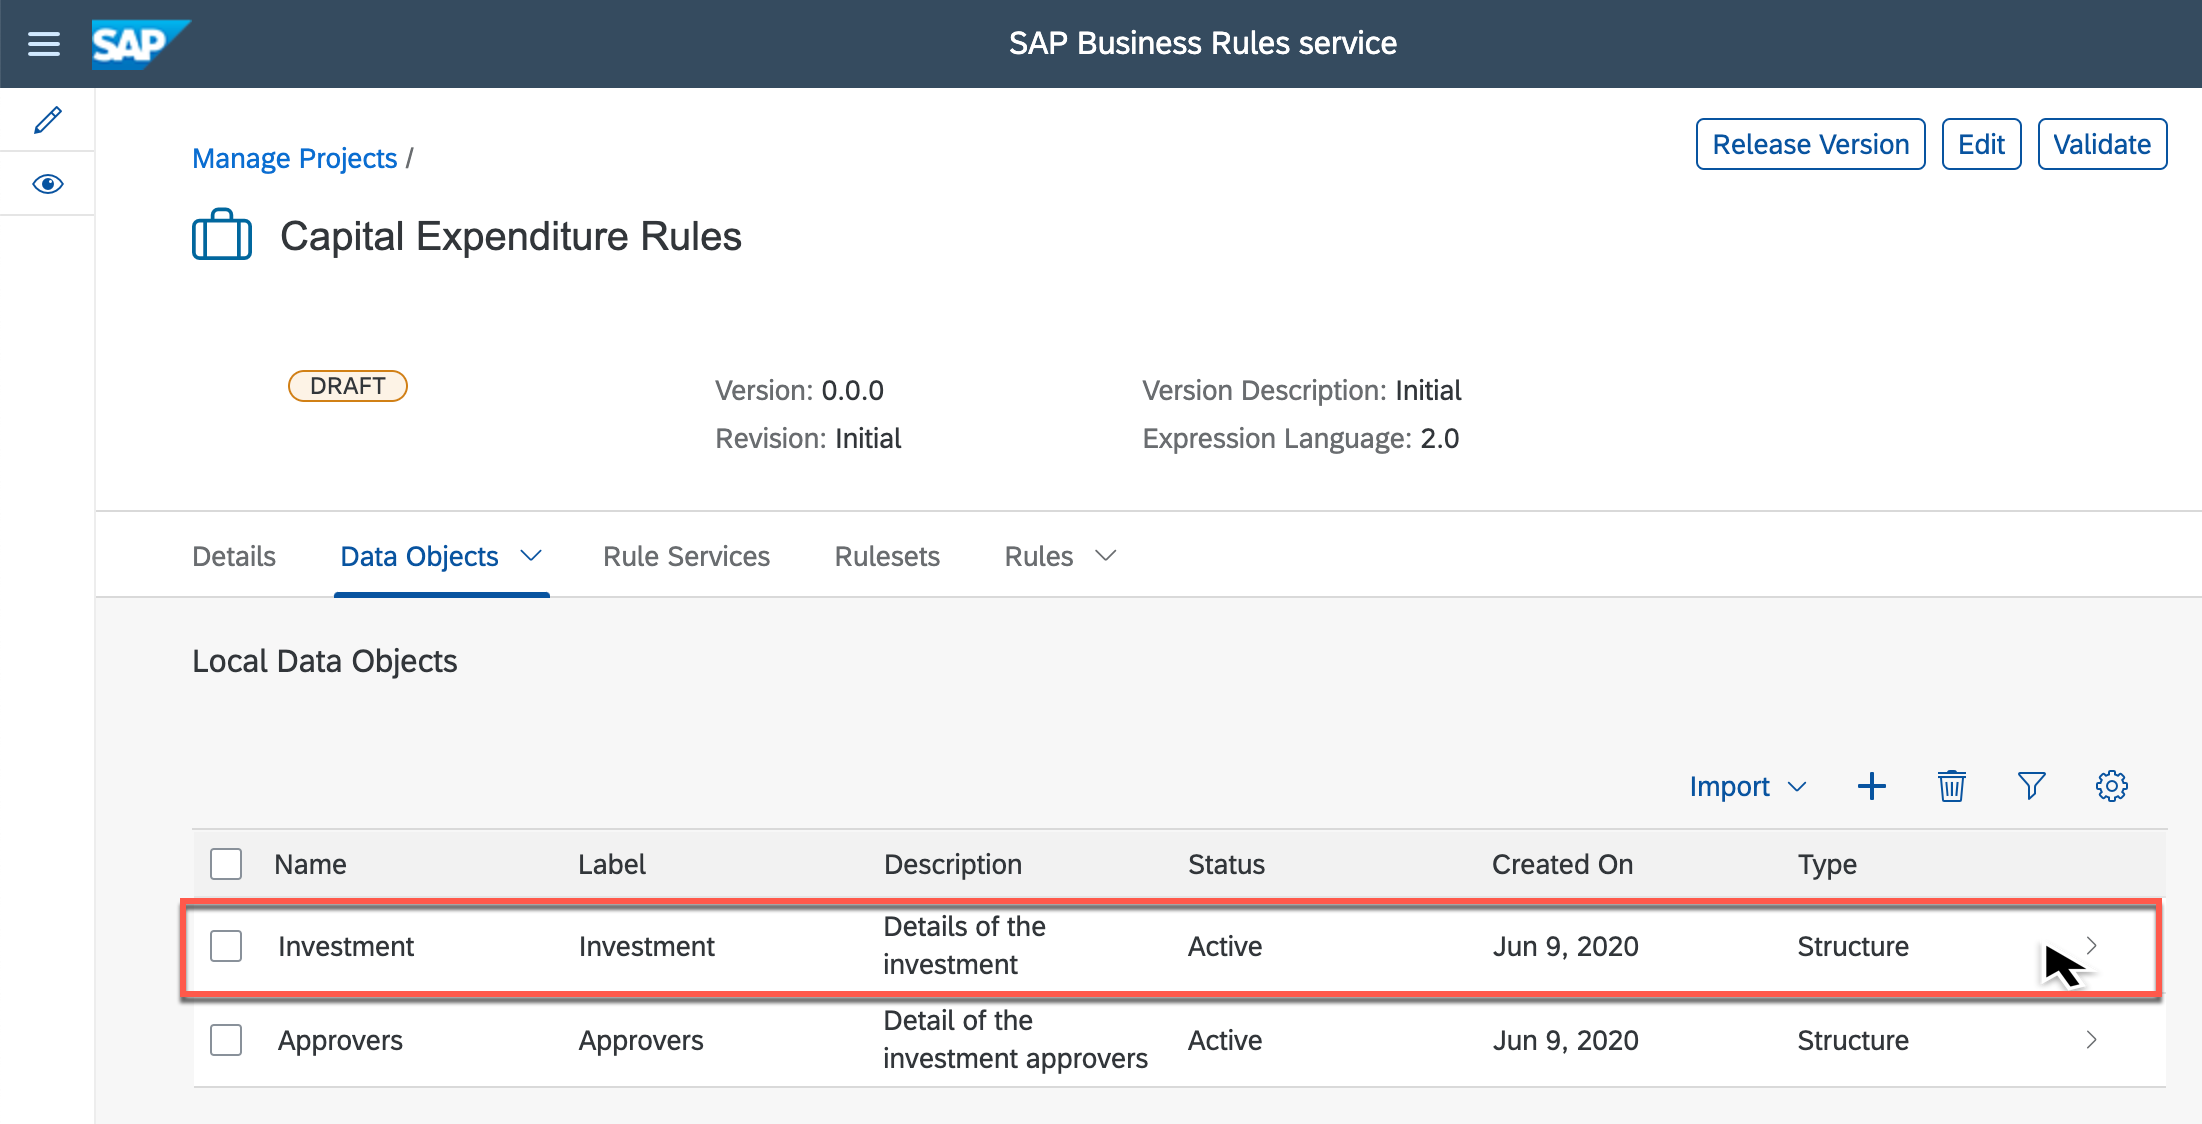 SAP
SAP Business Rules service
Manage Projects /
Release Version
Edit
Validate
Capital Expenditure Rules
DRAFT
Version: 0.0.0
Version Description: Initial
Revision: Initial
Expression Language: 2.0
Details
Data Objects
Rule Services
Rulesets
Rules
Local Data Objects
Import
Name Label Description Status Created On Type
Investment Investment Details of the investment Active Jun 9, 2020 Structure
Approvers Approvers Detail of the investment approvers Active Jun 9, 2020 Structure